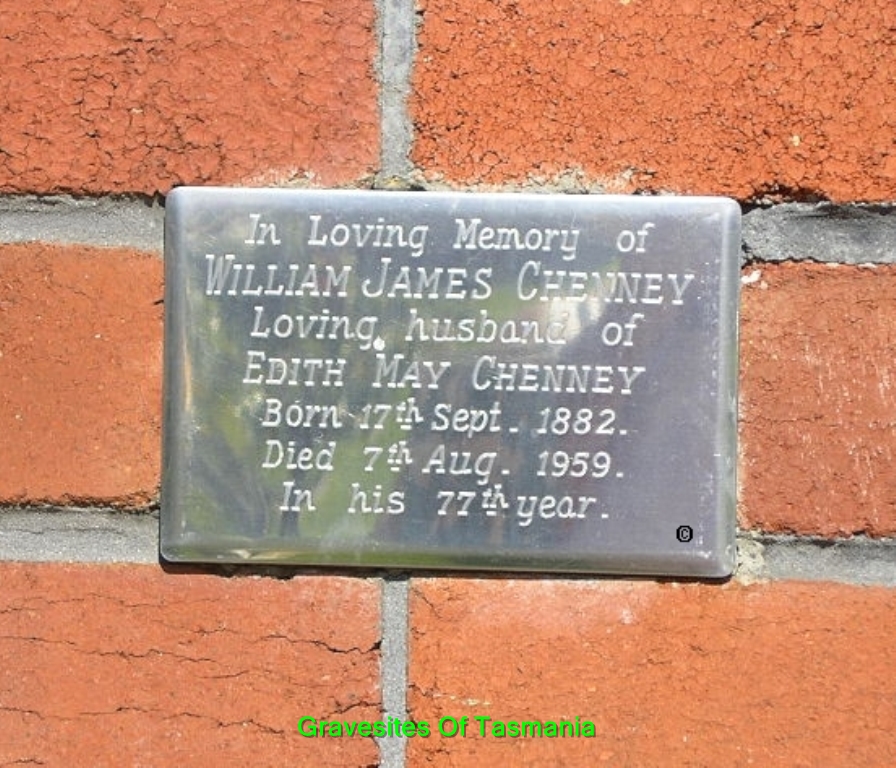 In Loving Memory of
WILLIAM JAMES CHENNEY
Loving husband of
EDITH MAY CHENNEY
Born 17th Sept. 1882.
Died 7th Aug. 1959.
In his 77th year.
©
Gravesites Of Tasmania